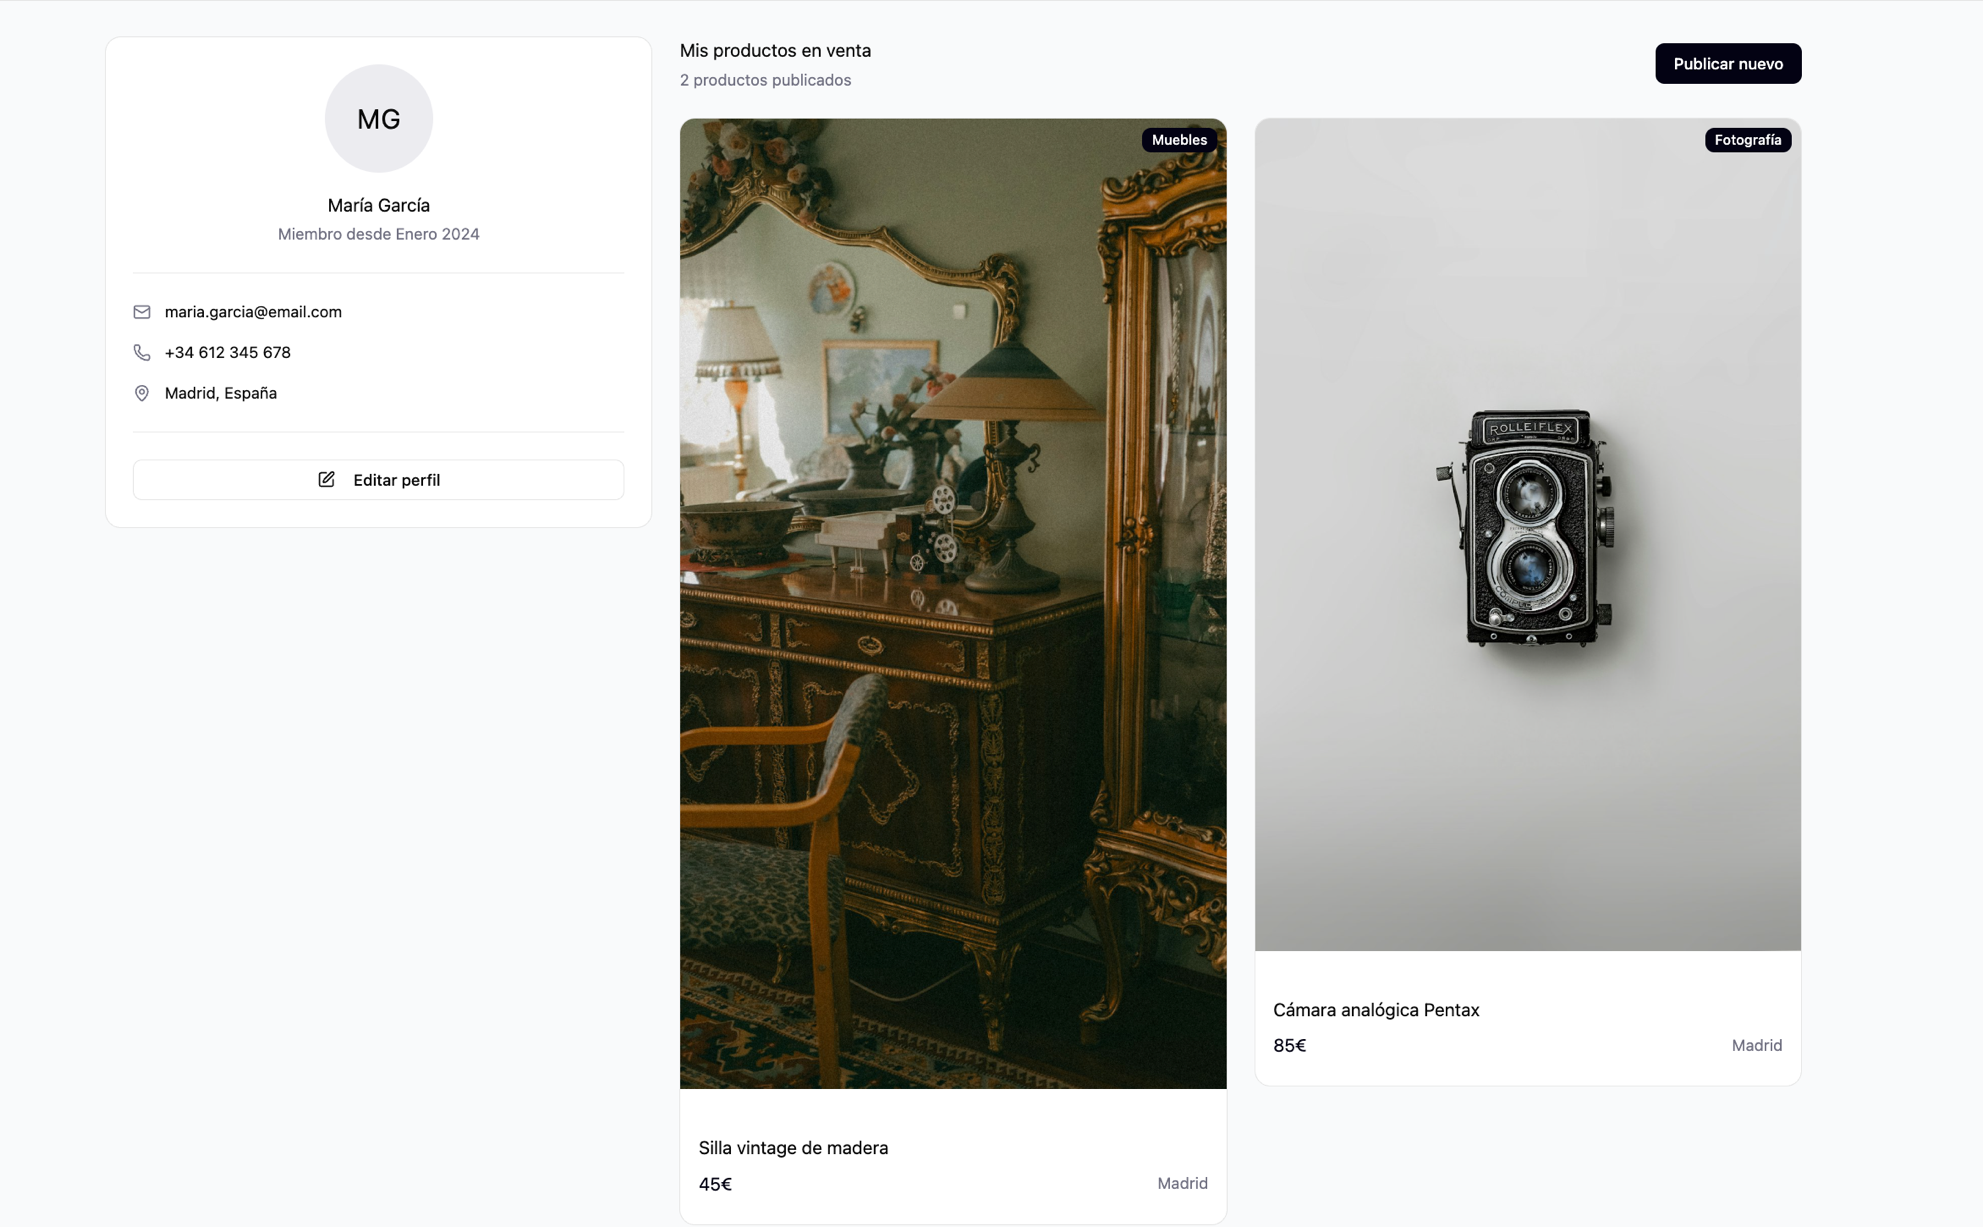 MG
María García
Miembro desde Enero 2024
maria.garcia@email.com
+34 612 345 678
Madrid, España
Editar perfil
Mis productos en venta
2 productos publicados
Publicar nuevo
Muebles
Silla vintage de madera
45€
Madrid
Fotografía
ROLLEIFLEX
Cámara analógica Pentax
85€
Madrid